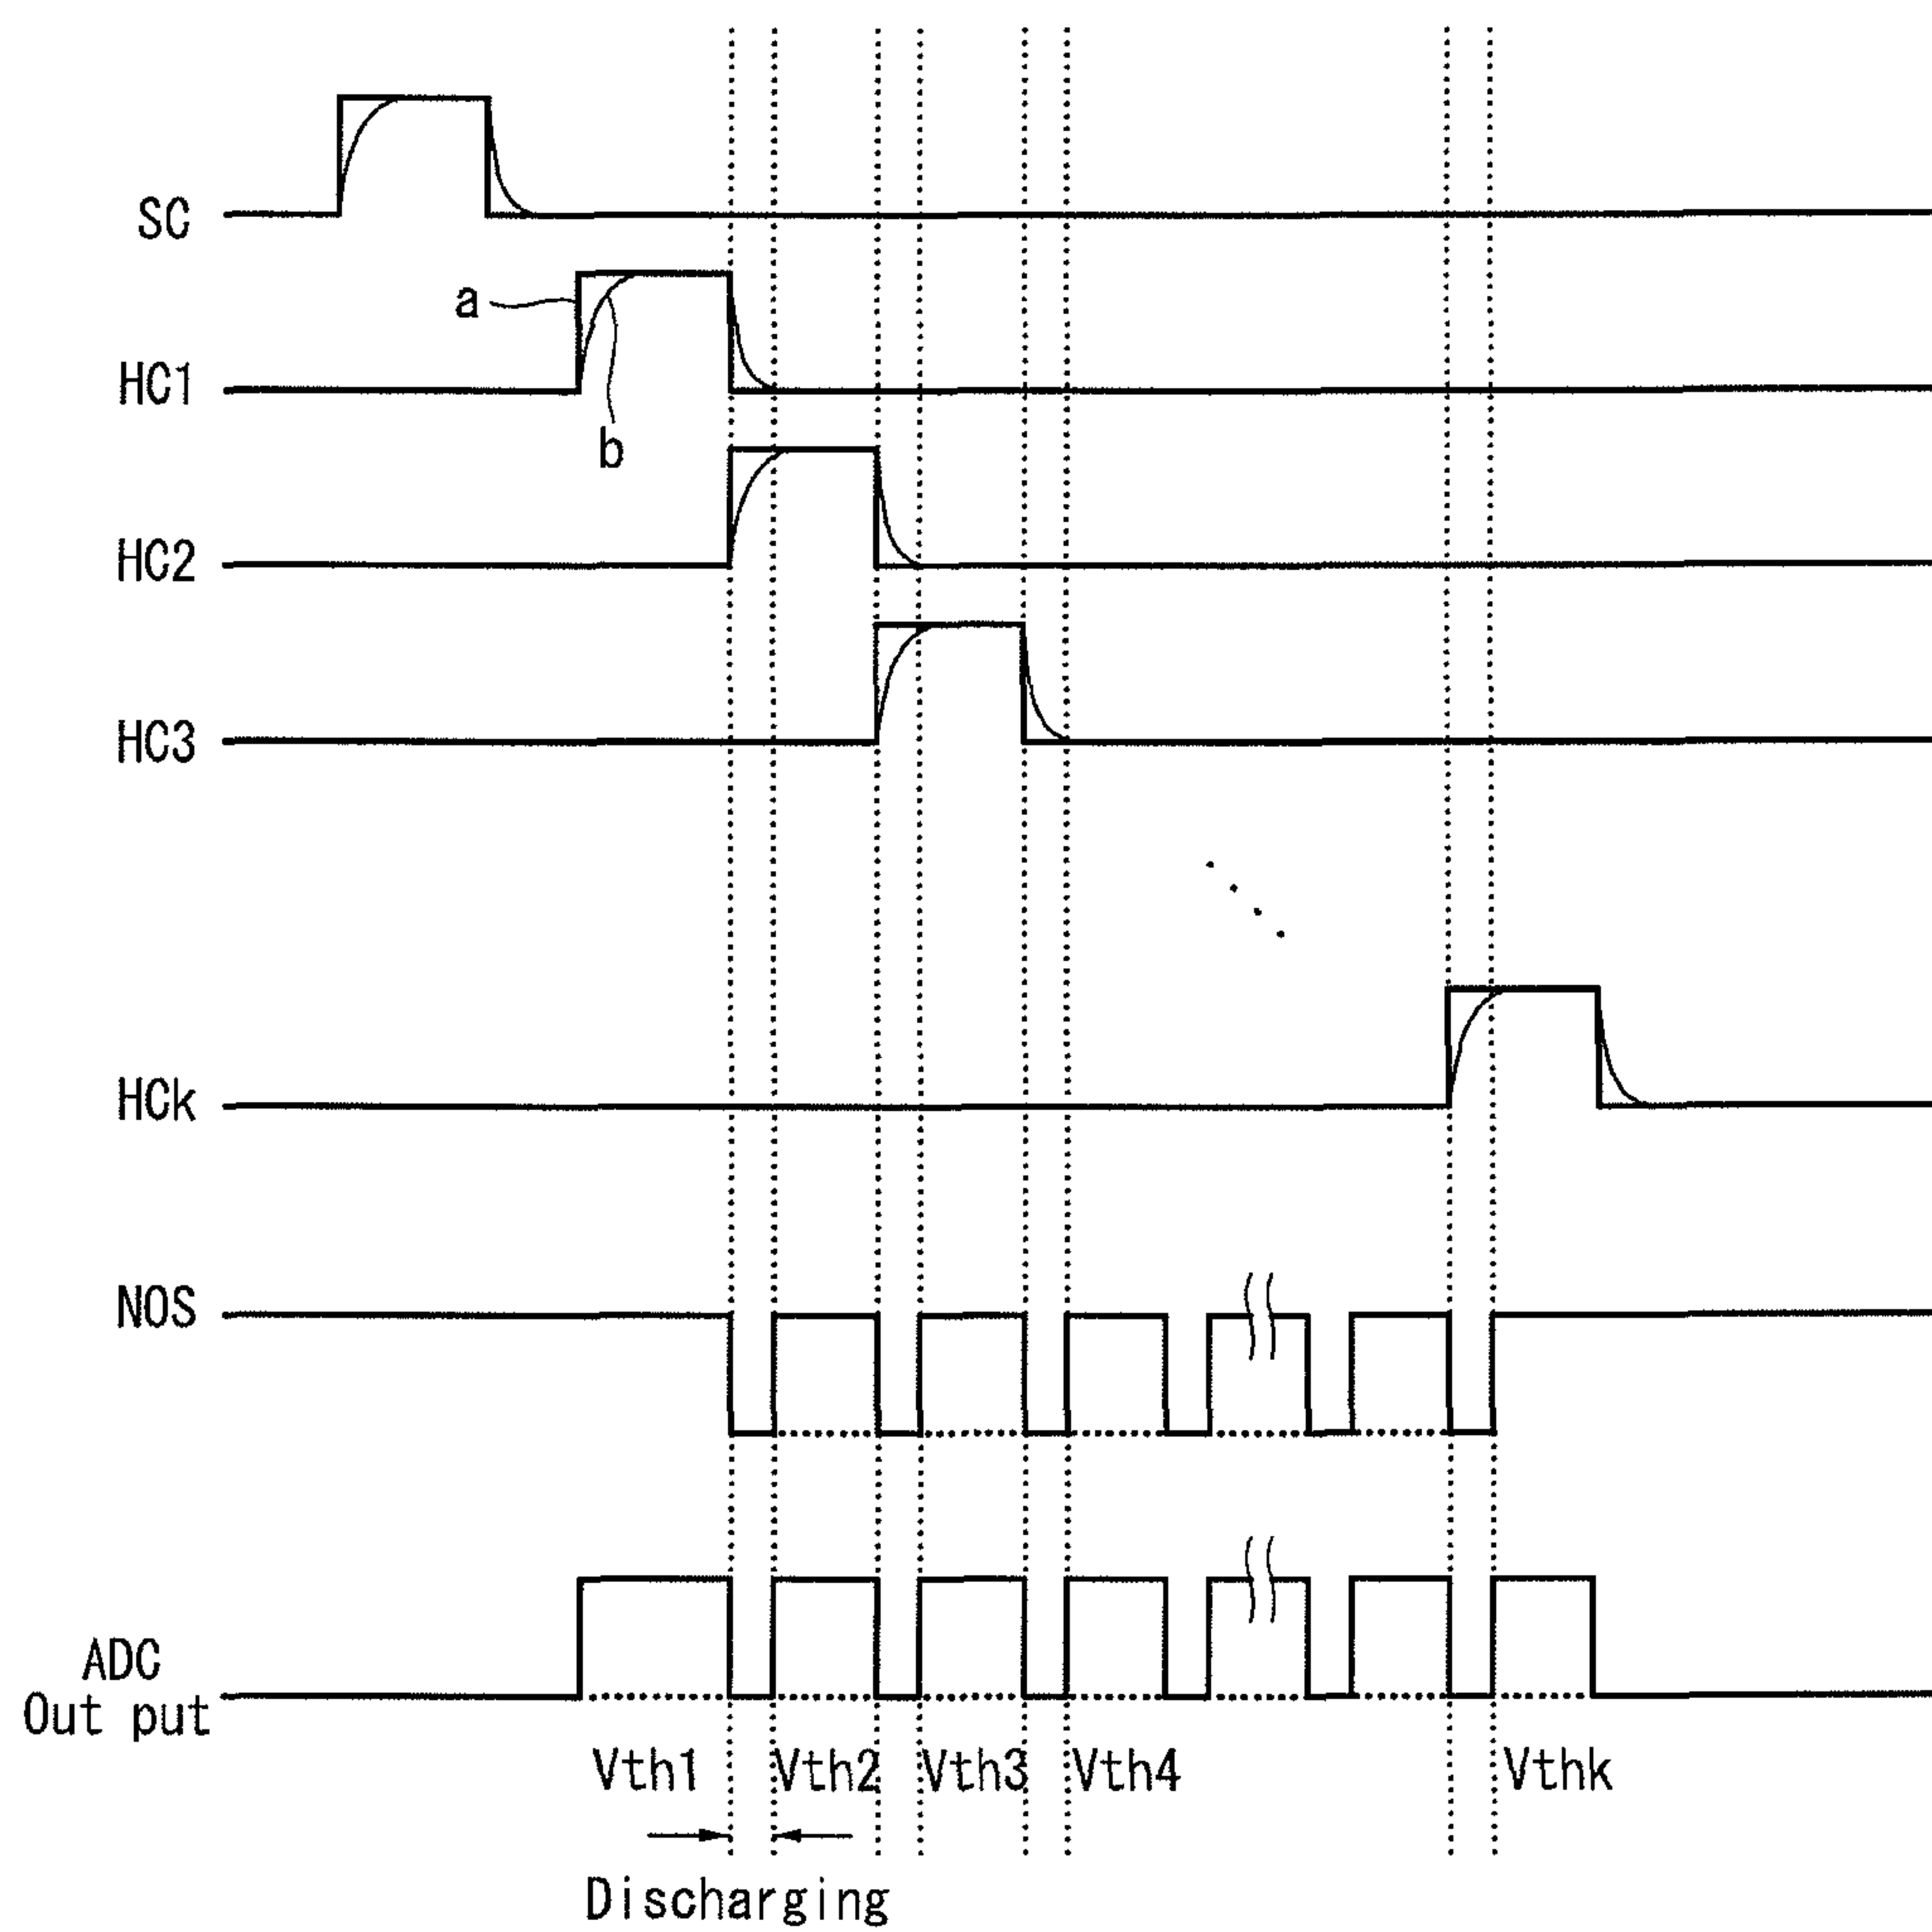 SC
a
HC1
b
HC2
HC3
HCk
NOS
ADC
Out put
Vth1 Vth2 Vth3 Vth4 Vthk
Discharging